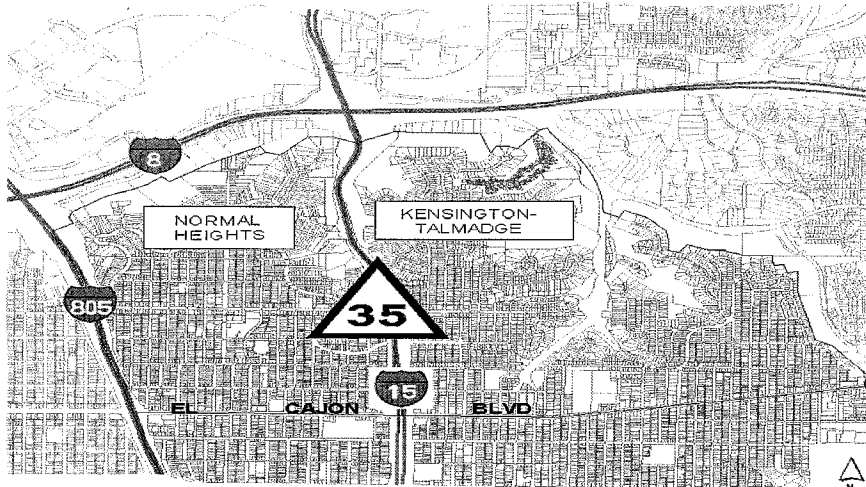 8
NORMAL
HEIGHTS
KENSINGTON-
TALMADGE
805
35
15
EL CAJON BLVD
N